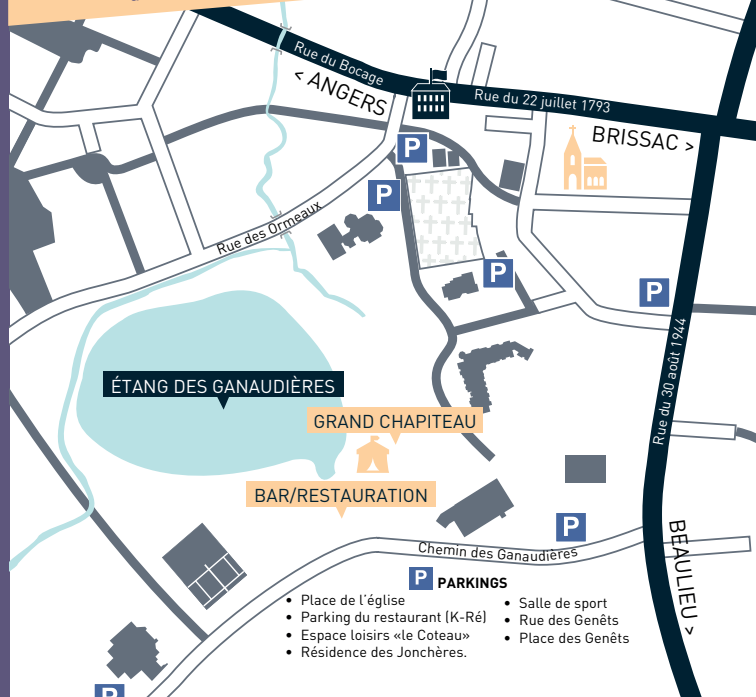 Rue du Bocage
< ANGERS
Rue du 22 juillet 1793
BRISSAC >
P
P
Rue des Ormeaux
P
P
Rue du 30 août 1944
ÉTANG DES GANAUDIÈRES
GRAND CHAPITEAU
BAR/RESTAURATION
P
Chemin des Ganaudières
BEAULIEU >
P PARKINGS
• Place de l'église
• Parking du restaurant (K-Ré)
• Espace loisirs «le Coteau»
• Résidence des Jonchères.
• Salle de sport
• Rue des Genêts
• Place des Genêts
P